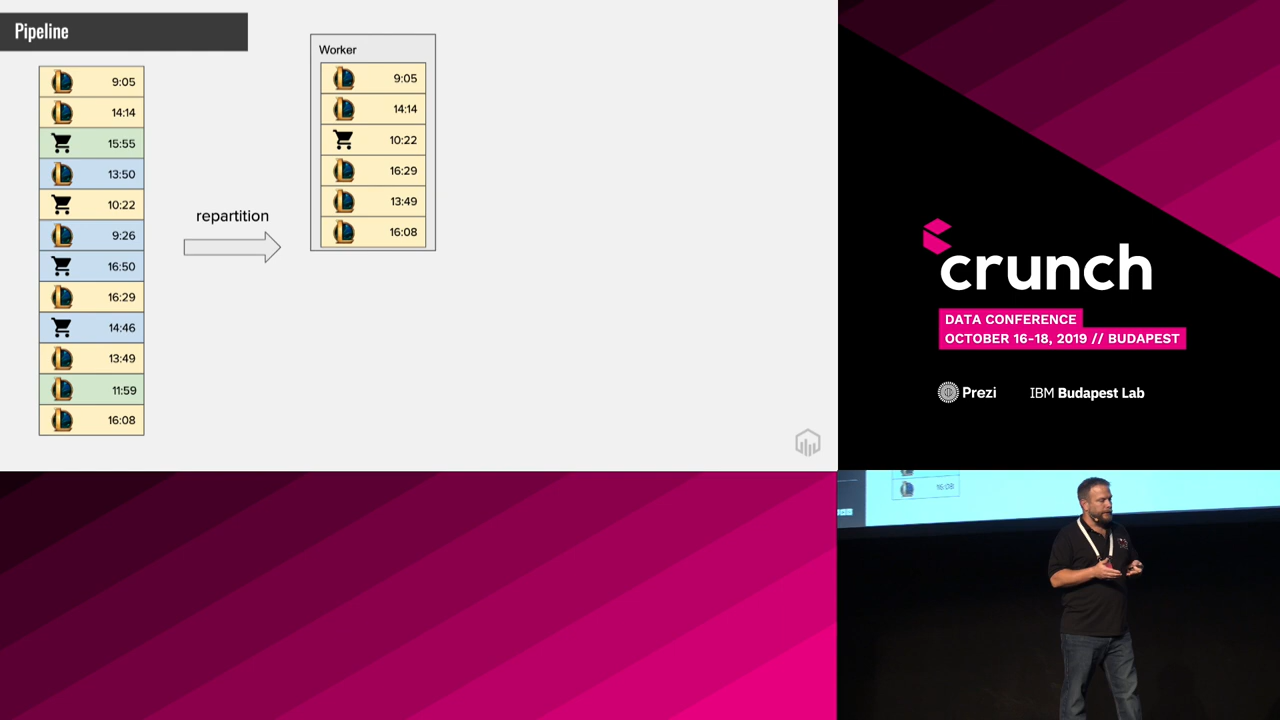 Pipeline
9:05
14:14
15:55
13:50
10:22
9:26
16:50
16:29
14:46
13:49
11:59
16:08
repartition
Worker
9:05
14:14
10:22
16:29
13:49
16:08
crunch
DATA CONFERENCE
OCTOBER 16-18, 2019 // BUDAPEST
Prezi
IBM Budapest Lab
16:08